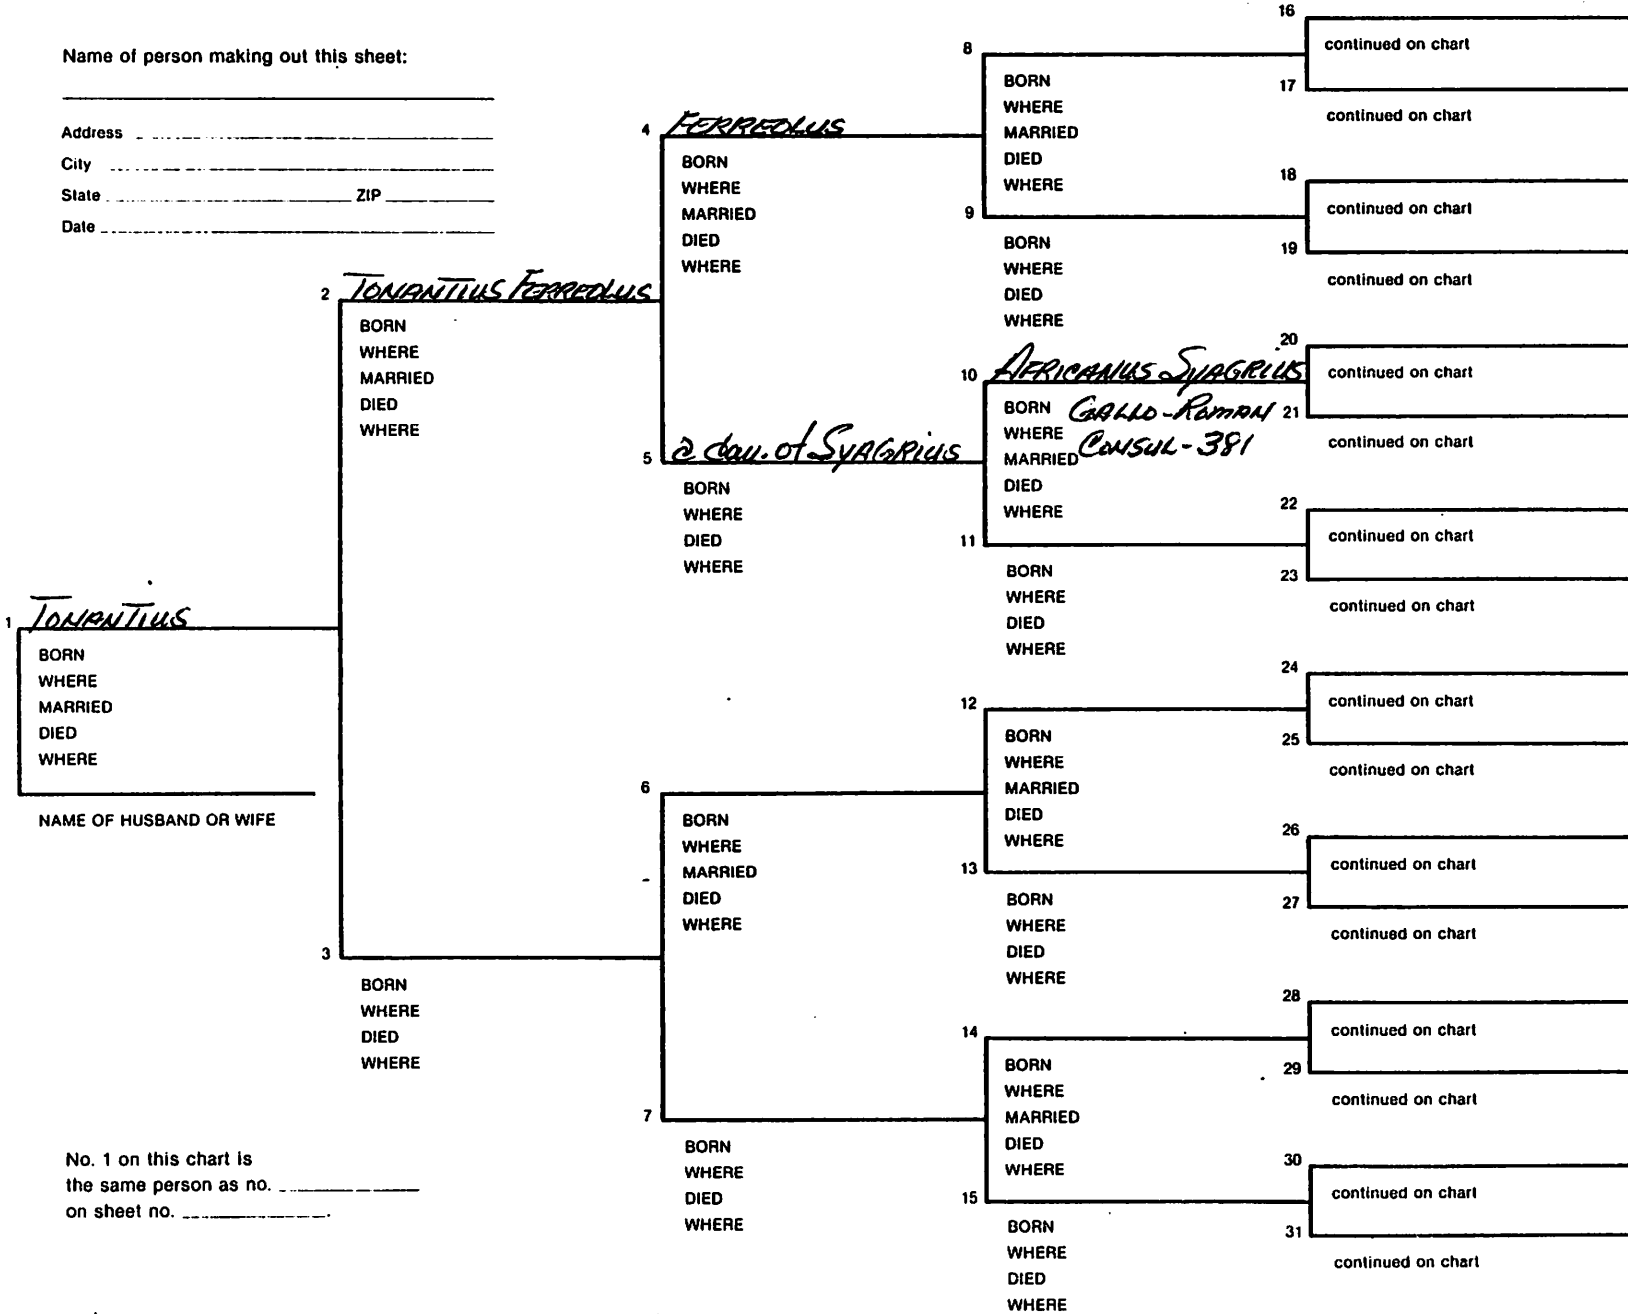 Name of person making out this sheet:
Address
City
State ZIP
Date
1 TONANTIUS
BORN
WHERE
MARRIED
DIED
WHERE
NAME OF HUSBAND OR WIFE
No. 1 on this chart is
the same person as no.
on sheet no. .
2 TONANTIUS FERREOLUS
BORN
WHERE
MARRIED
DIED
WHERE
3
BORN
WHERE
DIED
WHERE
4 FERREOLUS
BORN
WHERE
MARRIED
DIED
WHERE
5 a dau. of SYAGRIUS
BORN
WHERE
DIED
WHERE
6
BORN
WHERE
MARRIED
DIED
WHERE
7
BORN
WHERE
DIED
WHERE
8
BORN
WHERE
MARRIED
DIED
WHERE
9
BORN
WHERE
DIED
WHERE
10 AFRICANUS SYAGRIUS
BORN GALLO-ROMAN
WHERE CONSUL-381
MARRIED
DIED
WHERE
11
BORN
WHERE
DIED
WHERE
12
BORN
WHERE
MARRIED
DIED
WHERE
13
BORN
WHERE
DIED
WHERE
14
BORN
WHERE
MARRIED
DIED
WHERE
15
BORN
WHERE
DIED
WHERE
16
continued on chart
17
continued on chart
18
continued on chart
19
continued on chart
20
continued on chart
21
continued on chart
22
continued on chart
23
continued on chart
24
continued on chart
25
continued on chart
26
continued on chart
27
continued on chart
28
continued on chart
29
continued on chart
30
continued on chart
31
continued on chart